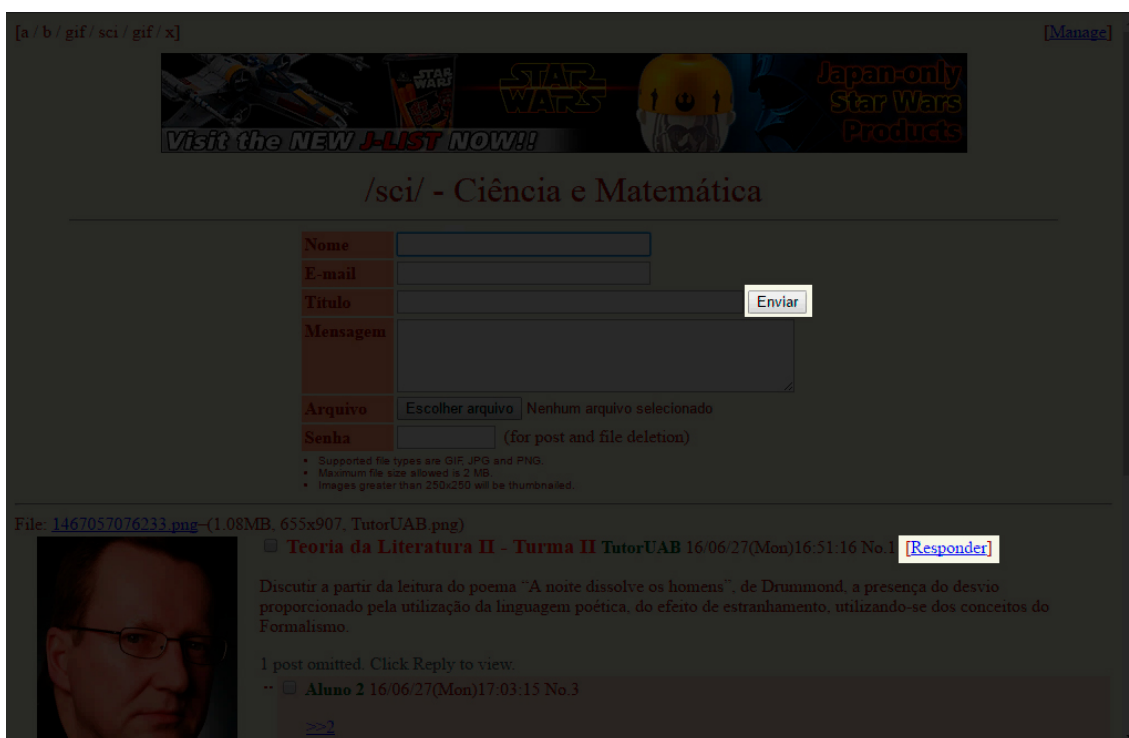 [a / b / gif / sci / gif / x] [Manage]
STAR WARS
STAR WARS
Japan-only
Star Wars
Products
Visit the NEW J-LIST NOW!!
/sci/ - Ciência e Matemática
Nome
E-mail
Título Enviar
Mensagem
Arquivo Escolher arquivo Nenhum arquivo selecionado
Senha (for post and file deletion)
• Supported file types are GIF, JPG and PNG.
• Maximum file size allowed is 2 MB.
• Images greater than 250x250 will be thumbnailed.
File: 1467057076233.png–(1.08MB, 655x907, TutorUAB.png)
Teoria da Literatura II - Turma II TutorUAB 16/06/27(Mon)16:51:16 No.1 [Responder]
Discutir a partir da leitura do poema “A noite dissolve os homens”, de Drummond, a presença do desvio
proporcionado pela utilização da linguagem poética, do efeito de estranhamento, utilizando-se dos conceitos do
Formalismo.
1 post omitted. Click Reply to view.
Aluno 2 16/06/27(Mon)17:03:15 No.3
>>2